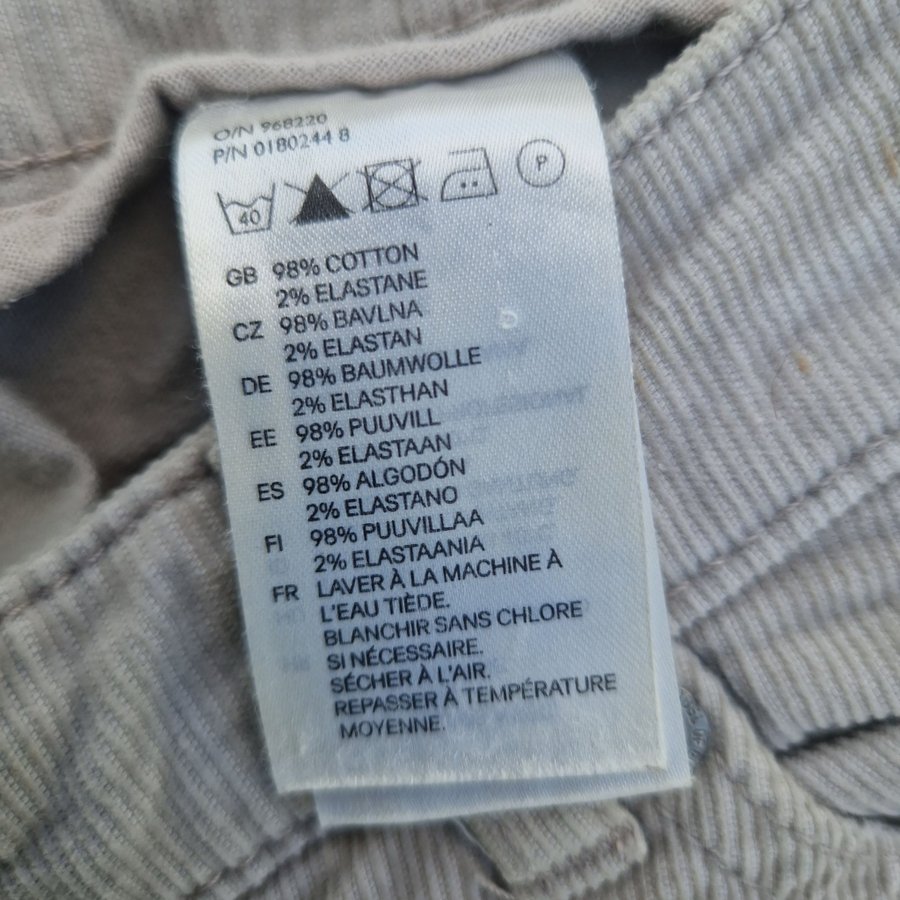 O/N 968220
P/N 0180244 8
40
P
GB 98% COTTON
2% ELASTANE
CZ 98% BAVLNA
2% ELASTAN
DE 98% BAUMWOLLE
2% ELASTHAN
EE 98% PUUVILL
2% ELASTAAN
ES 98% ALGODÓN
2% ELASTANO
FI 98% PUUVILLAA
2% ELASTAANIA
FR LAVER À LA MACHINE À
L'EAU TIÈDE.
BLANCHIR SANS CHLORE
SI NÉCESSAIRE.
SÉCHER À L'AIR.
REPASSER À TEMPÉRATURE
MOYENNE.